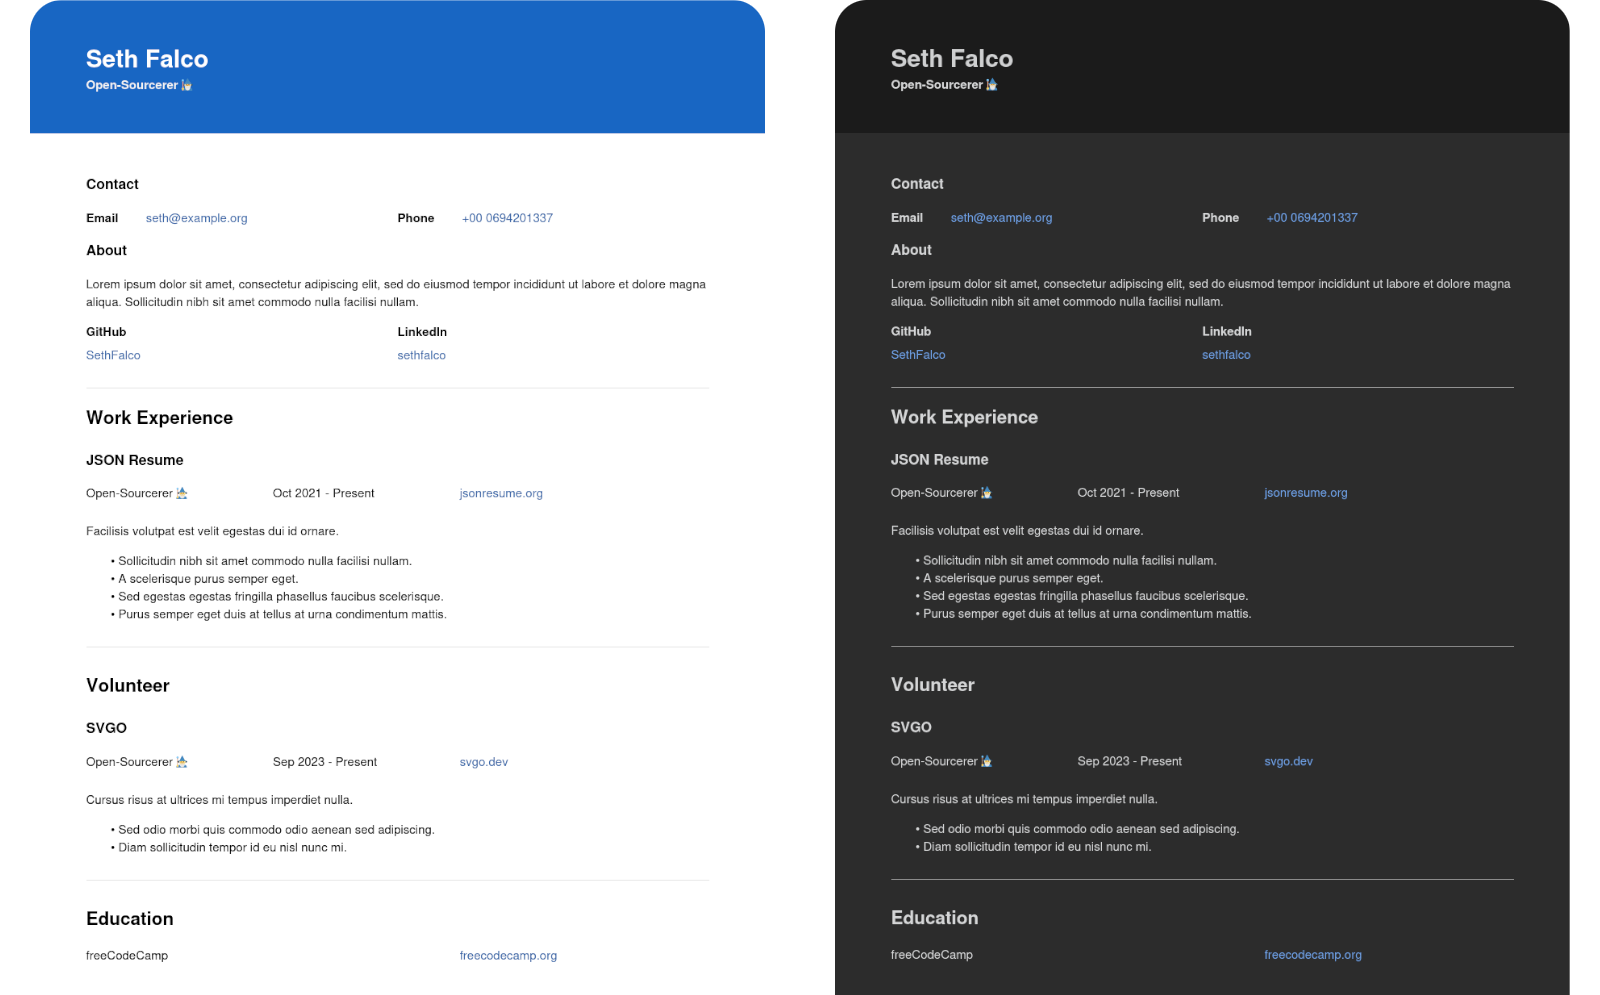 Seth Falco
Open-Sourcerer 🧙‍♂️
Contact
Email seth@example.org Phone +00 0694201337
About
Lorem ipsum dolor sit amet, consectetur adipiscing elit, sed do eiusmod tempor incididunt ut labore et dolore magna
aliqua. Sollicitudin nibh sit amet commodo nulla facilisi nullam.
GitHub LinkedIn
SethFalco sethfalco
Work Experience
JSON Resume
Open-Sourcerer 🧙‍♂️ Oct 2021 - Present jsonresume.org
Facilisis volutpat est velit egestas dui id ornare.
• Sollicitudin nibh sit amet commodo nulla facilisi nullam.
• A scelerisque purus semper eget.
• Sed egestas egestas fringilla phasellus faucibus scelerisque.
• Purus semper eget duis at tellus at urna condimentum mattis.
Volunteer
SVGO
Open-Sourcerer 🧙‍♂️ Sep 2023 - Present svgo.dev
Cursus risus at ultrices mi tempus imperdiet nulla.
• Sed odio morbi quis commodo odio aenean sed adipiscing.
• Diam sollicitudin tempor id eu nisl nunc mi.
Education
freeCodeCamp freecodecamp.org
Seth Falco
Open-Sourcerer 🧙‍♂️
Contact
Email seth@example.org Phone +00 0694201337
About
Lorem ipsum dolor sit amet, consectetur adipiscing elit, sed do eiusmod tempor incididunt ut labore et dolore magna
aliqua. Sollicitudin nibh sit amet commodo nulla facilisi nullam.
GitHub LinkedIn
SethFalco sethfalco
Work Experience
JSON Resume
Open-Sourcerer 🧙‍♂️ Oct 2021 - Present jsonresume.org
Facilisis volutpat est velit egestas dui id ornare.
• Sollicitudin nibh sit amet commodo nulla facilisi nullam.
• A scelerisque purus semper eget.
• Sed egestas egestas fringilla phasellus faucibus scelerisque.
• Purus semper eget duis at tellus at urna condimentum mattis.
Volunteer
SVGO
Open-Sourcerer 🧙‍♂️ Sep 2023 - Present svgo.dev
Cursus risus at ultrices mi tempus imperdiet nulla.
• Sed odio morbi quis commodo odio aenean sed adipiscing.
• Diam sollicitudin tempor id eu nisl nunc mi.
Education
freeCodeCamp freecodecamp.org